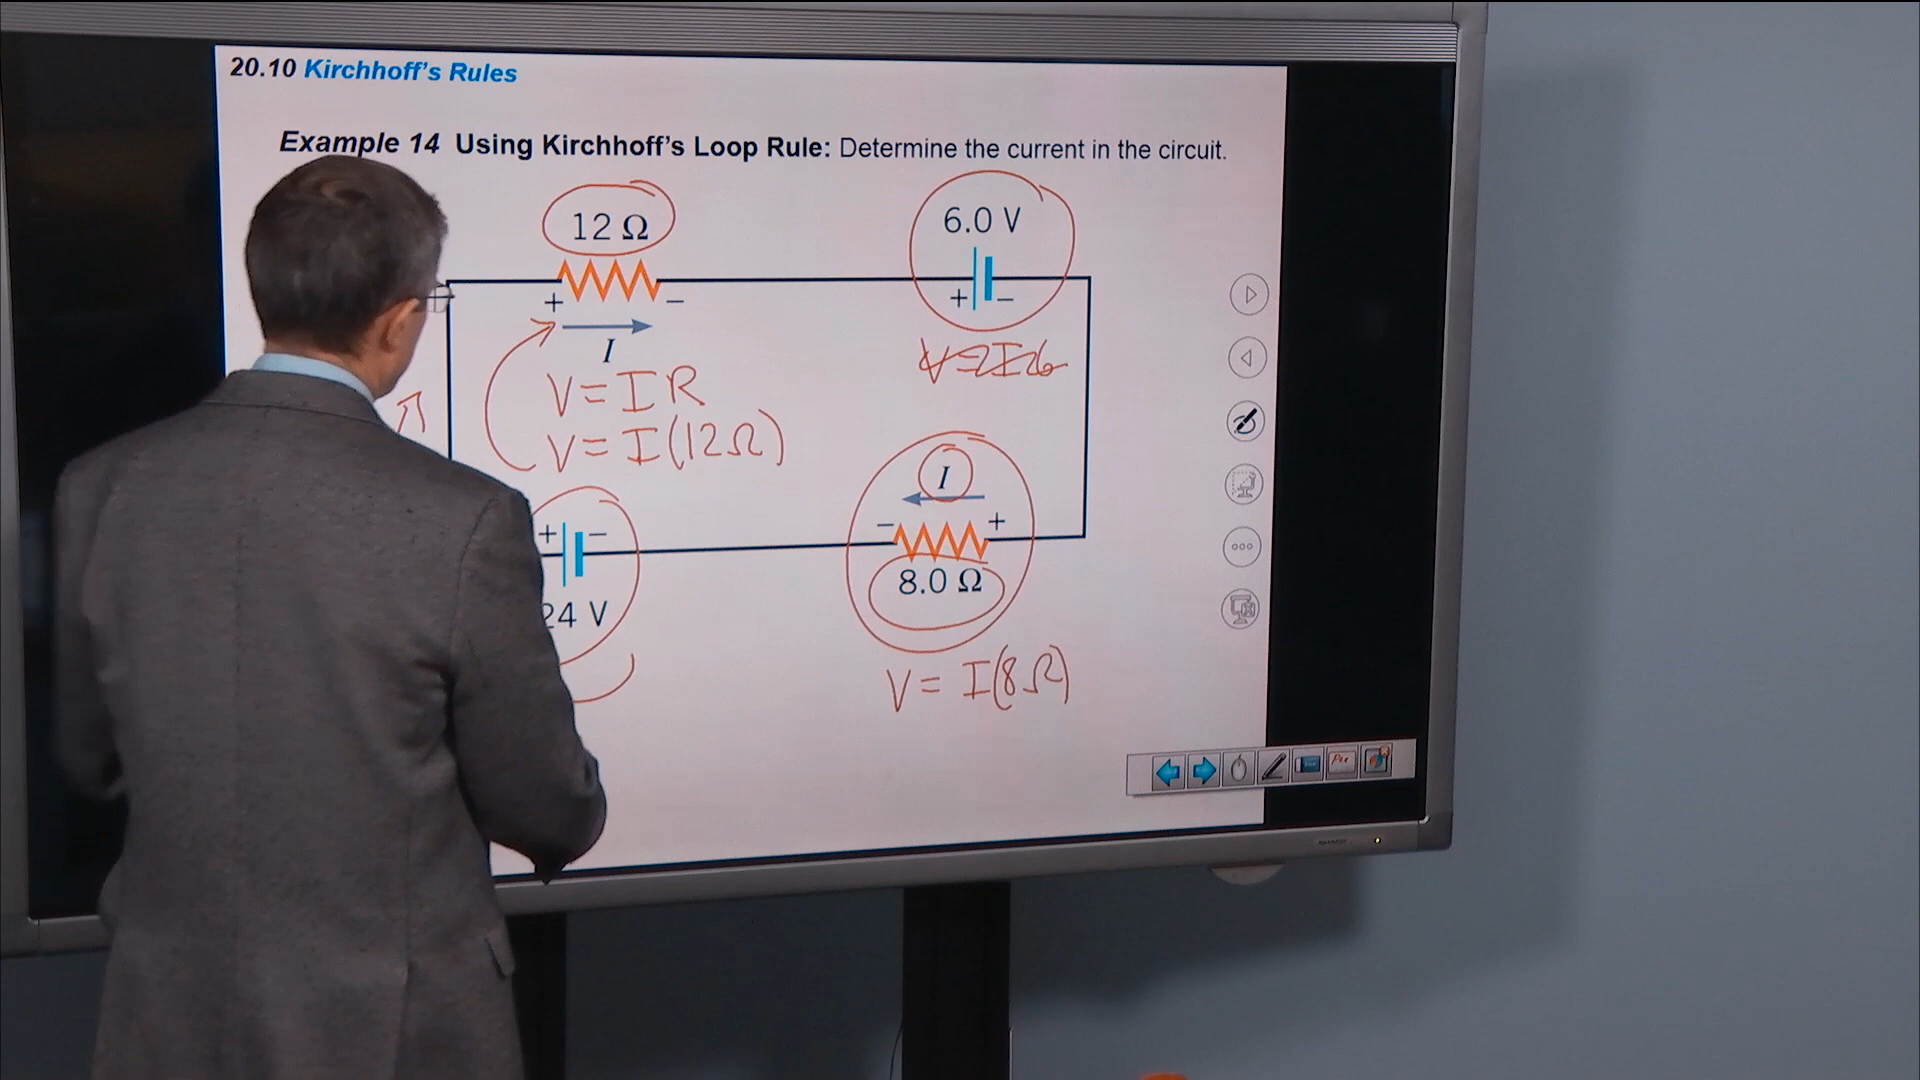 20.10 Kirchhoff's Rules
Example 14 Using Kirchhoff's Loop Rule: Determine the current in the circuit.
12 Ω
6.0 V
+ −
+ −
I
V = I R
V = I (12Ω)
I
− +
8.0 Ω
+ −
24 V
V = I(8Ω)